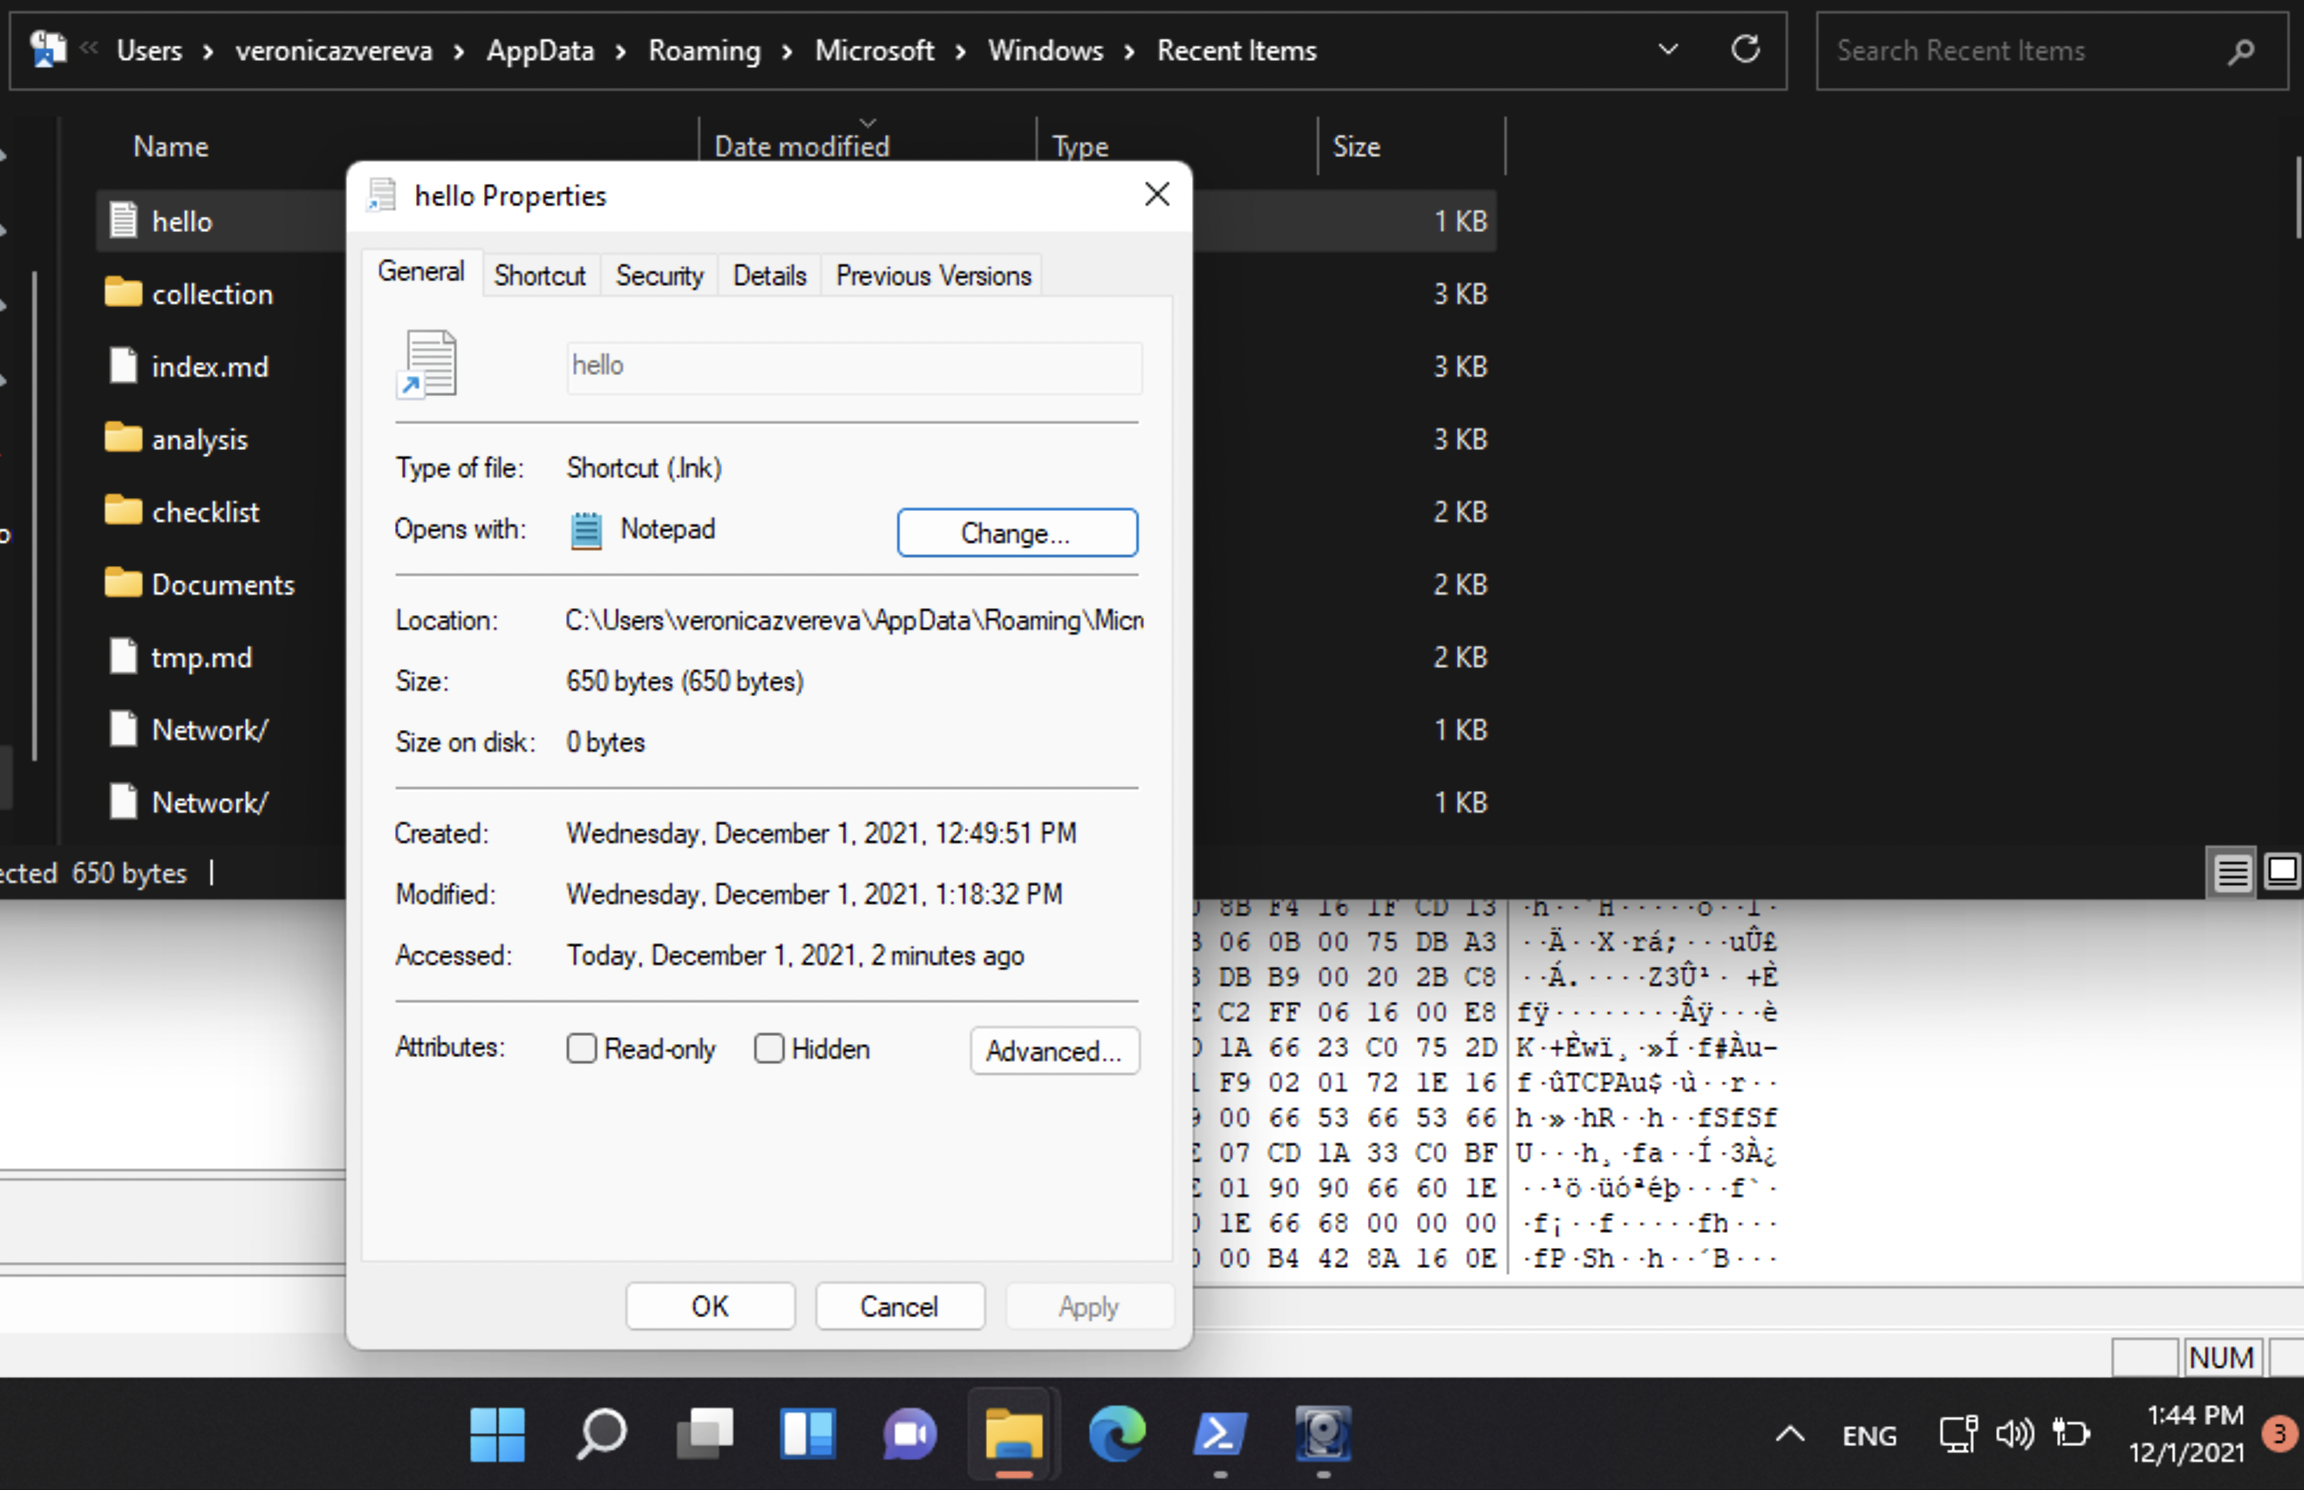 « Users > veronicazvereva > AppData > Roaming > Microsoft > Windows > Recent Items
Search Recent Items
Name Date modified Type Size
hello 1 KB
collection 3 KB
index.md 3 KB
analysis 3 KB
checklist 2 KB
Documents 2 KB
tmp.md 2 KB
Network/ 1 KB
Network/ 1 KB
ected 650 bytes
hello Properties
General Shortcut Security Details Previous Versions
hello
Type of file: Shortcut (.lnk)
Opens with: Notepad Change...
Location: C:\Users\veronicazvereva\AppData\Roaming\Micr
Size: 650 bytes (650 bytes)
Size on disk: 0 bytes
Created: Wednesday, December 1, 2021, 12:49:51 PM
Modified: Wednesday, December 1, 2021, 1:18:32 PM
Accessed: Today, December 1, 2021, 2 minutes ago
Attributes: Read-only Hidden Advanced...
OK Cancel Apply
8B F4 16 1F CD 13 ·h··´H·····ô··Í·
06 0B 00 75 DB A3 ··Ä··X·rá;···uÛ£
DB B9 00 20 2B C8 ··Á.····Z3Û¹· +È
C2 FF 06 16 00 E8 fÿ········Âÿ···è
1A 66 23 C0 75 2D K·+Èwï¸·»Í·f#Àu-
F9 02 01 72 1E 16 f·ûTCPAu$·ù··r··
00 66 53 66 53 66 h·»·hR··h··fSfSf
07 CD 1A 33 C0 BF U···h¸·fa··Í·3À¿
01 90 90 66 60 1E ··¹ö·üóªéþ···f`·
1E 66 68 00 00 00 ·f¡··f·····fh···
00 B4 42 8A 16 0E ·fP·Sh··h··´B···
NUM
ENG
1:44 PM
12/1/2021
3